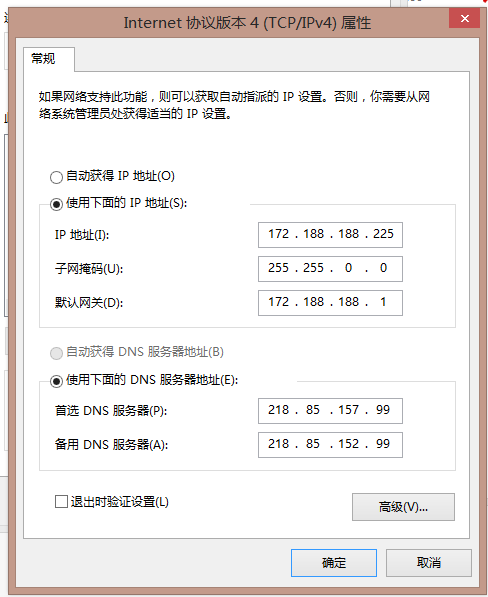 Internet 协议版本 4 (TCP/IPv4) 属性
常规
如果网络支持此功能，则可以获取自动指派的 IP 设置。否则，你需要从网
络系统管理员处获得适当的 IP 设置。
自动获得 IP 地址(O)
使用下面的 IP 地址(S):
IP 地址(I): 172 . 188 . 188 . 225
子网掩码(U): 255 . 255 . 0 . 0
默认网关(D): 172 . 188 . 188 . 1
自动获得 DNS 服务器地址(B)
使用下面的 DNS 服务器地址(E):
首选 DNS 服务器(P): 218 . 85 . 157 . 99
备用 DNS 服务器(A): 218 . 85 . 152 . 99
退出时验证设置(L)
高级(V)...
确定 取消